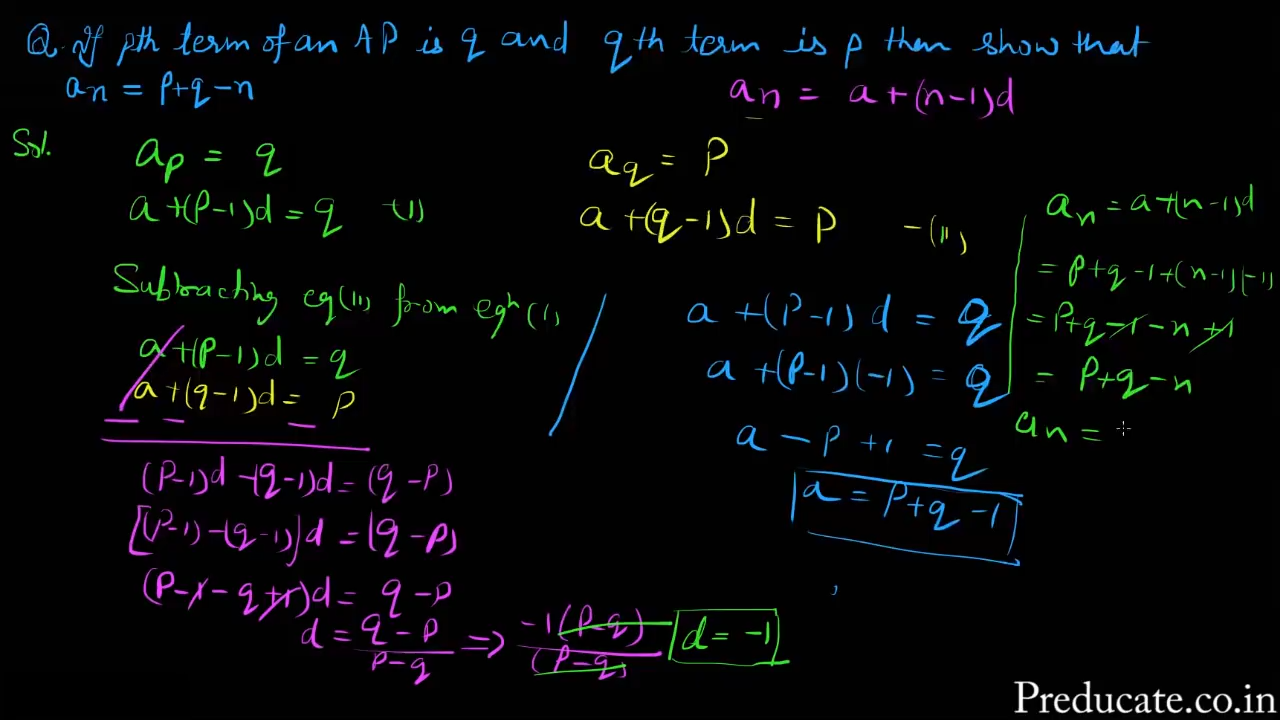 Q. If pth term of an AP is q and qth term is p then show that
an = p+q-n
an = a+(n-1)d
Sol.
ap = q
a+(p-1)d = q -(1)
aq = p
a+(q-1)d = p -(11)
Subtracting eq(11) from eqn(1)
a+(p-1)d = q
a+(q-1)d = p
(p-1)d-(q-1)d = (q-p)
[(p-1)-(q-1)]d = (q-p)
(p-1-q+1)d = q-p
d = q-p/p-q ⇒ -1(p-q)/(p-q) d = -1
a+(p-1)d = q
a+(p-1)(-1) = q
a-p+1 = q
a = p+q-1
an = a+(n-1)d
= p+q-1+(n-1)(-1)
= p+q-1-n+1
= p+q-n
an =
Preducate.co.in